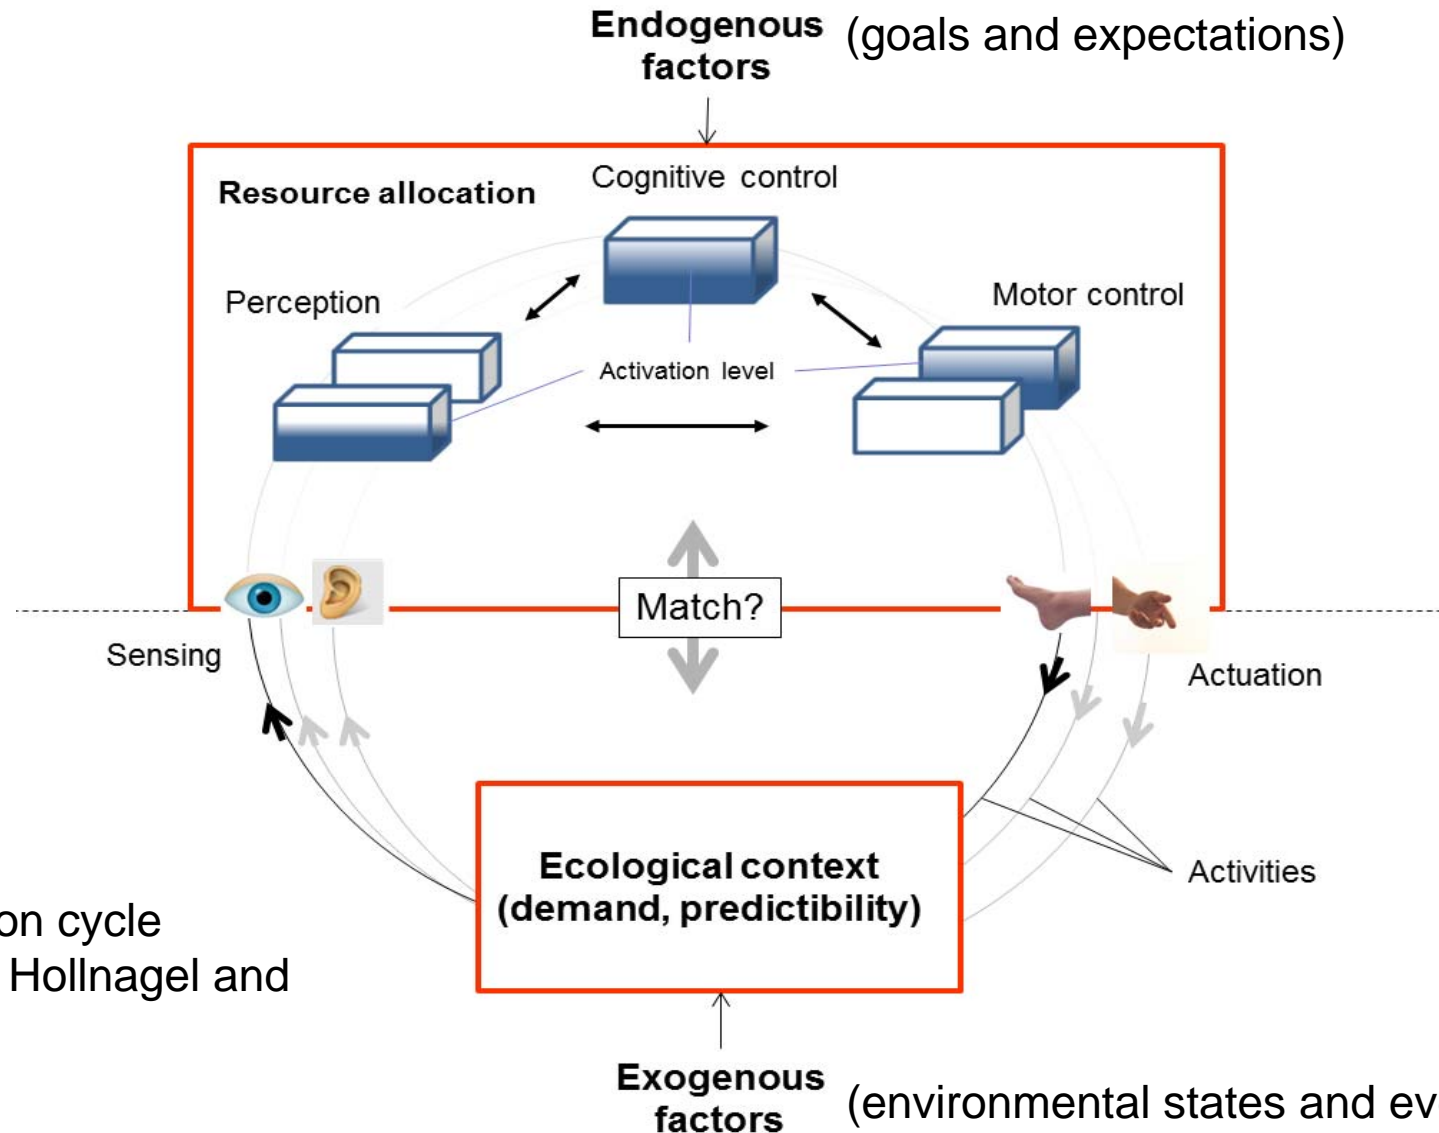 Endogenous (goals and expectations)
factors
Resource allocation
Cognitive control
Perception
Motor control
Activation level
Match?
Sensing
Actuation
Ecological context
(demand, predictibility)
Activities
on cycle
Hollnagel and
Exogenous
factors (environmental states and ev